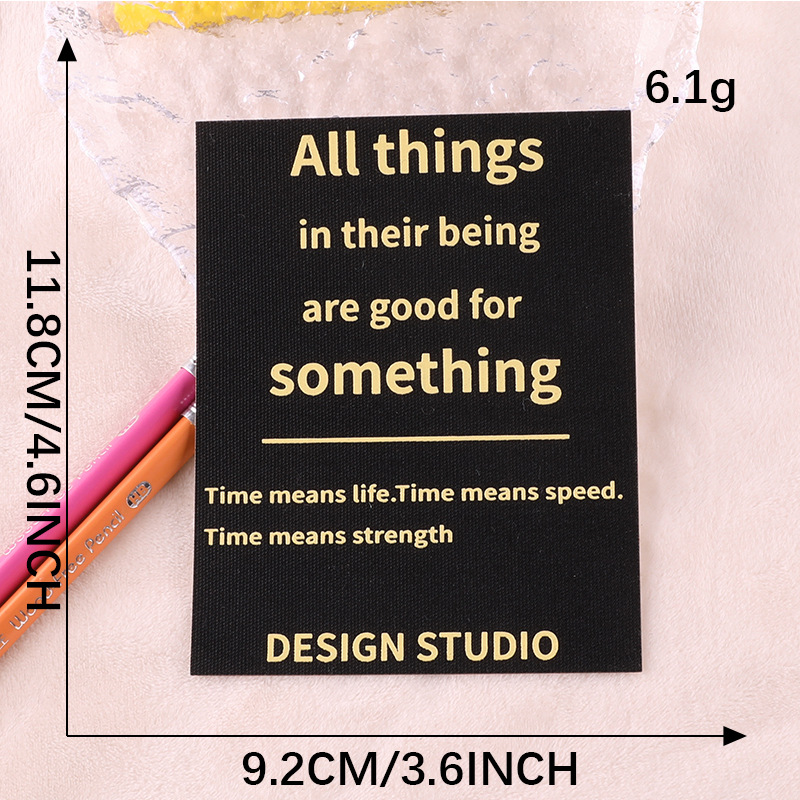 6.1g
All things
in their being
are good for
something
Time means life.Time means speed.
Time means strength
DESIGN STUDIO
11.8CM/4.6INCH
9.2CM/3.6INCH
Pencil